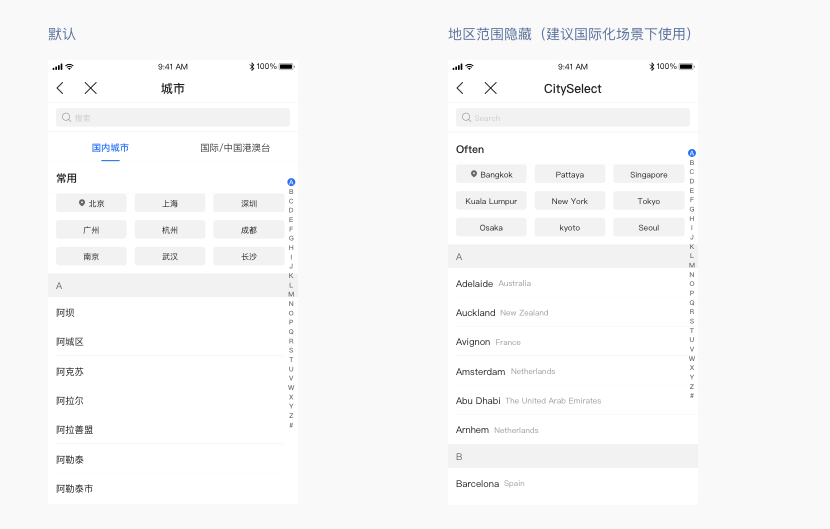 默认
9:41 AM
100%
城市
搜索
国内城市 国际/中国港澳台
常用
北京 上海 深圳
广州 杭州 成都
南京 武汉 长沙
A
阿坝
阿城区
阿克苏
阿拉尔
阿拉善盟
阿勒泰
阿勒泰市
A
B
C
D
E
F
G
H
I
J
K
L
M
N
O
P
Q
R
S
T
U
V
W
X
Y
Z
#
地区范围隐藏（建议国际化场景下使用）
9:41 AM
100%
CitySelect
Search
Often
Bangkok Pattaya Singapore
Kuala Lumpur New York Tokyo
Osaka kyoto Seoul
A
Adelaide Australia
Auckland New Zealand
Avignon France
Amsterdam Netherlands
Abu Dhabi The United Arab Emirates
Arnhem Netherlands
B
Barcelona Spain
A
B
C
D
E
F
G
H
I
J
K
L
M
N
O
P
Q
R
S
T
U
V
W
X
Y
Z
#